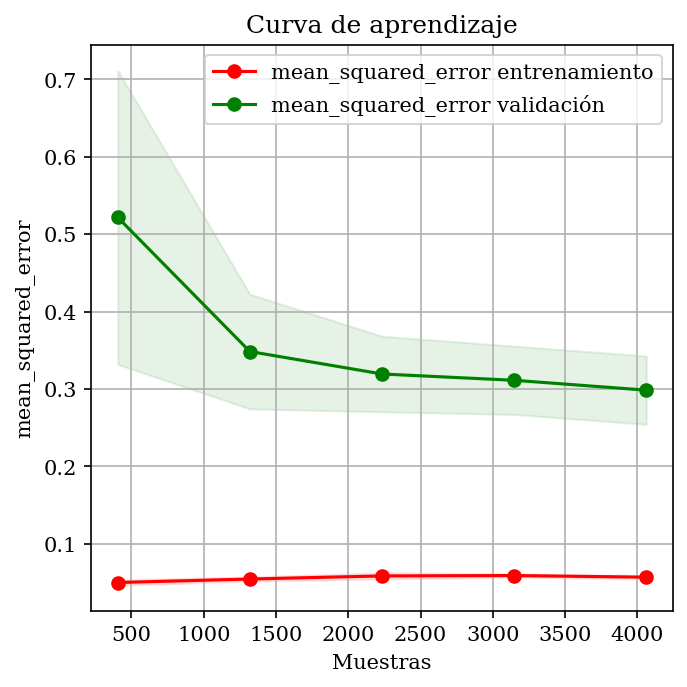 Curva de aprendizaje
mean_squared_error entrenamiento
mean_squared_error validación
mean_squared_error
0.7
0.6
0.5
0.4
0.3
0.2
0.1
500 1000 1500 2000 2500 3000 3500 4000
Muestras